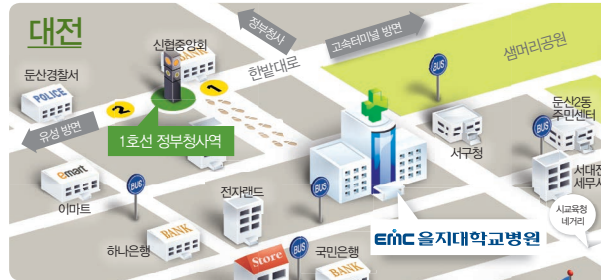 대전
정부청사
고속터미널 방면
신협중앙회
BANK
한밭대로
샘머리공원
BUS
둔산경찰서
POLICE
2
1
유성 방면
1호선 정부청사역
둔산2동
주민센터
BUS
서구청
emart
이마트
BUS
전자랜드
BUS
서대전
세무서
시교육청
네거리
EMC 을지대학교병원
하나은행
BANK
Store
BUS
국민은행
BANK